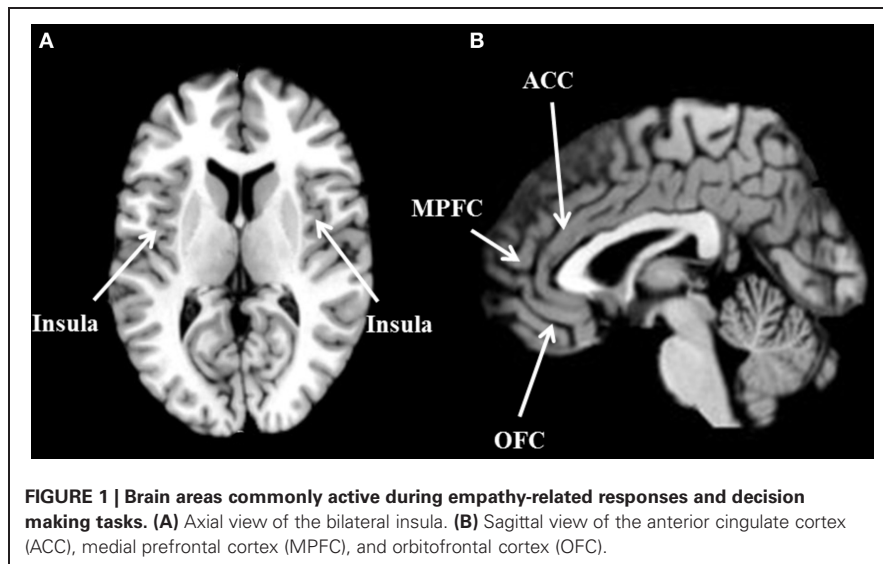 A
B
ACC
MPFC
Insula
Insula
OFC
FIGURE 1 | Brain areas commonly active during empathy-related responses and decision
making tasks. (A) Axial view of the bilateral insula. (B) Sagittal view of the anterior cingulate cortex
(ACC), medial prefrontal cortex (MPFC), and orbitofrontal cortex (OFC).